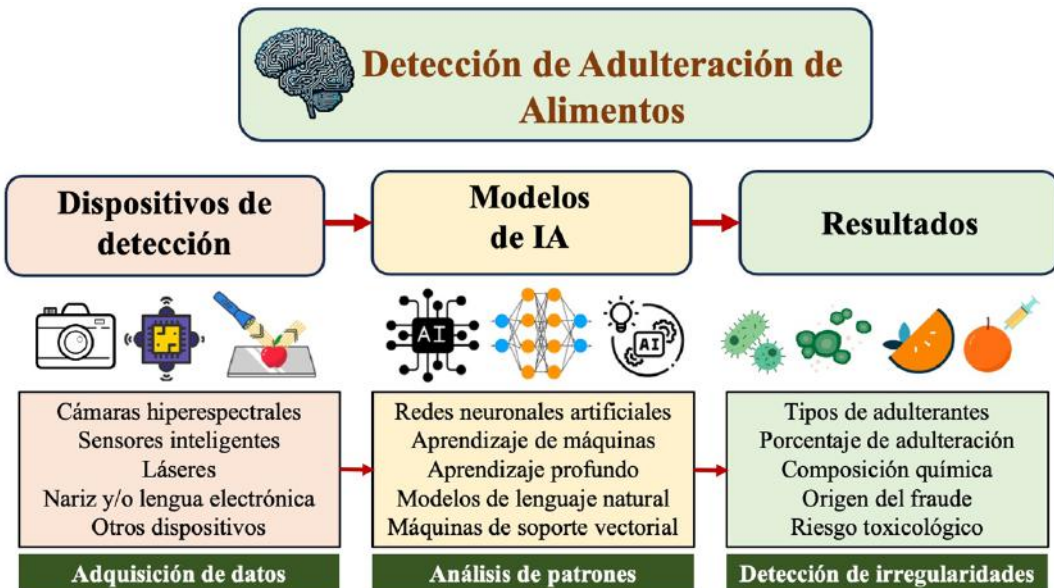 Detección de Adulteración de
Alimentos
Dispositivos de
detección
Modelos
de IA
Resultados
AI
AI
Cámaras hiperespectrales
Sensores inteligentes
Láseres
Nariz y/o lengua electrónica
Otros dispositivos
Redes neuronales artificiales
Aprendizaje de máquinas
Aprendizaje profundo
Modelos de lenguaje natural
Máquinas de soporte vectorial
Tipos de adulterantes
Porcentaje de adulteración
Composición química
Origen del fraude
Riesgo toxicológico
Adquisición de datos
Análisis de patrones
Detección de irregularidades